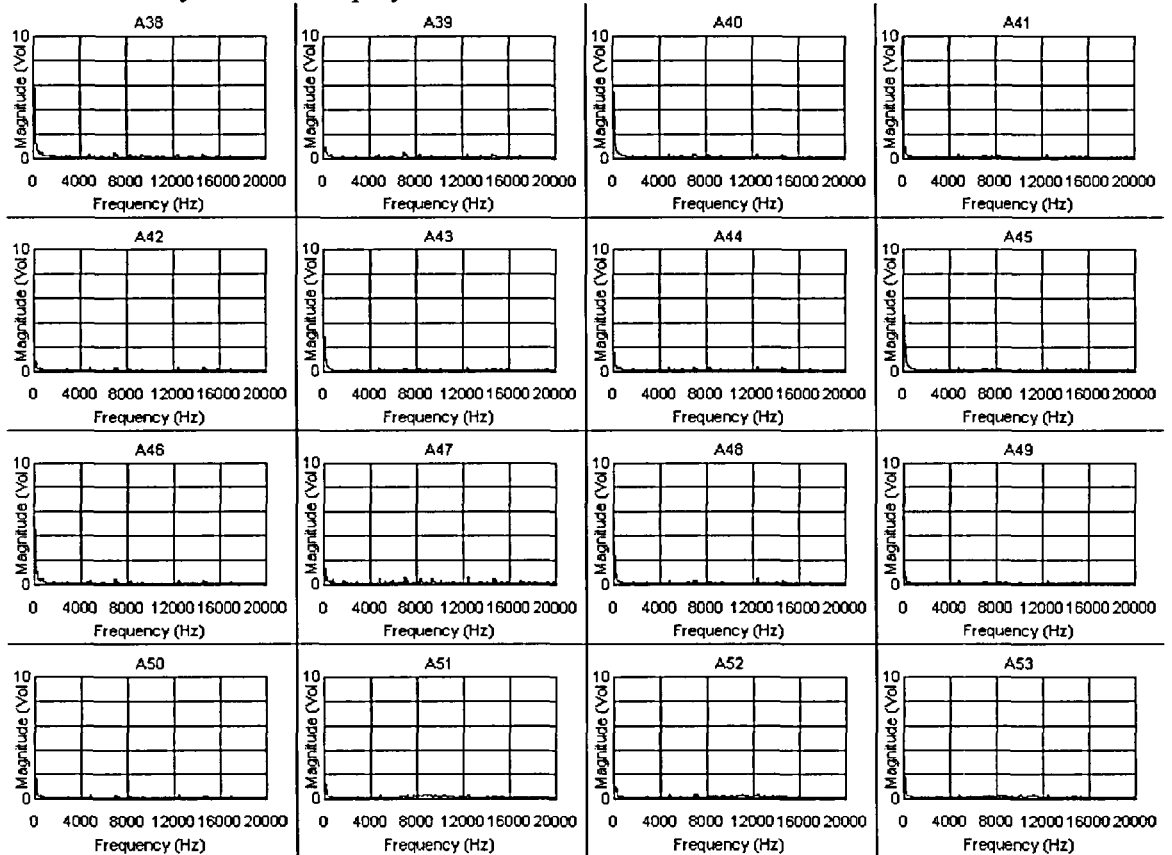 A38 A39 A40 A41
10 10 10 10
Magnitude (Vol Magnitude (Vol Magnitude (Vol Magnitude (Vol
0 0 0 0
0 4000 8000 12000 16000 20000 0 4000 8000 12000 16000 20000 0 4000 8000 12000 16000 20000 0 4000 8000 12000 16000 20000
Frequency (Hz) Frequency (Hz) Frequency (Hz) Frequency (Hz)
A42 A43 A44 A45
10 10 10 10
Magnitude (Vol Magnitude (Vol Magnitude (Vol Magnitude (Vol
0 0 0 0
0 4000 8000 12000 16000 20000 0 4000 8000 12000 16000 20000 0 4000 8000 12000 16000 20000 0 4000 8000 12000 16000 20000
Frequency (Hz) Frequency (Hz) Frequency (Hz) Frequency (Hz)
A46 A47 A48 A49
10 10 10 10
Magnitude (Vol Magnitude (Vol Magnitude (Vol Magnitude (Vol
0 0 0 0
0 4000 8000 12000 16000 20000 0 4000 8000 12000 16000 20000 0 4000 8000 12000 16000 20000 0 4000 8000 12000 16000 20000
Frequency (Hz) Frequency (Hz) Frequency (Hz) Frequency (Hz)
A50 A51 A52 A53
10 10 10 10
Magnitude (Vol Magnitude (Vol Magnitude (Vol Magnitude (Vol
0 0 0 0
0 4000 8000 12000 16000 20000 0 4000 8000 12000 16000 20000 0 4000 8000 12000 16000 20000 0 4000 8000 12000 16000 20000
Frequency (Hz) Frequency (Hz) Frequency (Hz) Frequency (Hz)